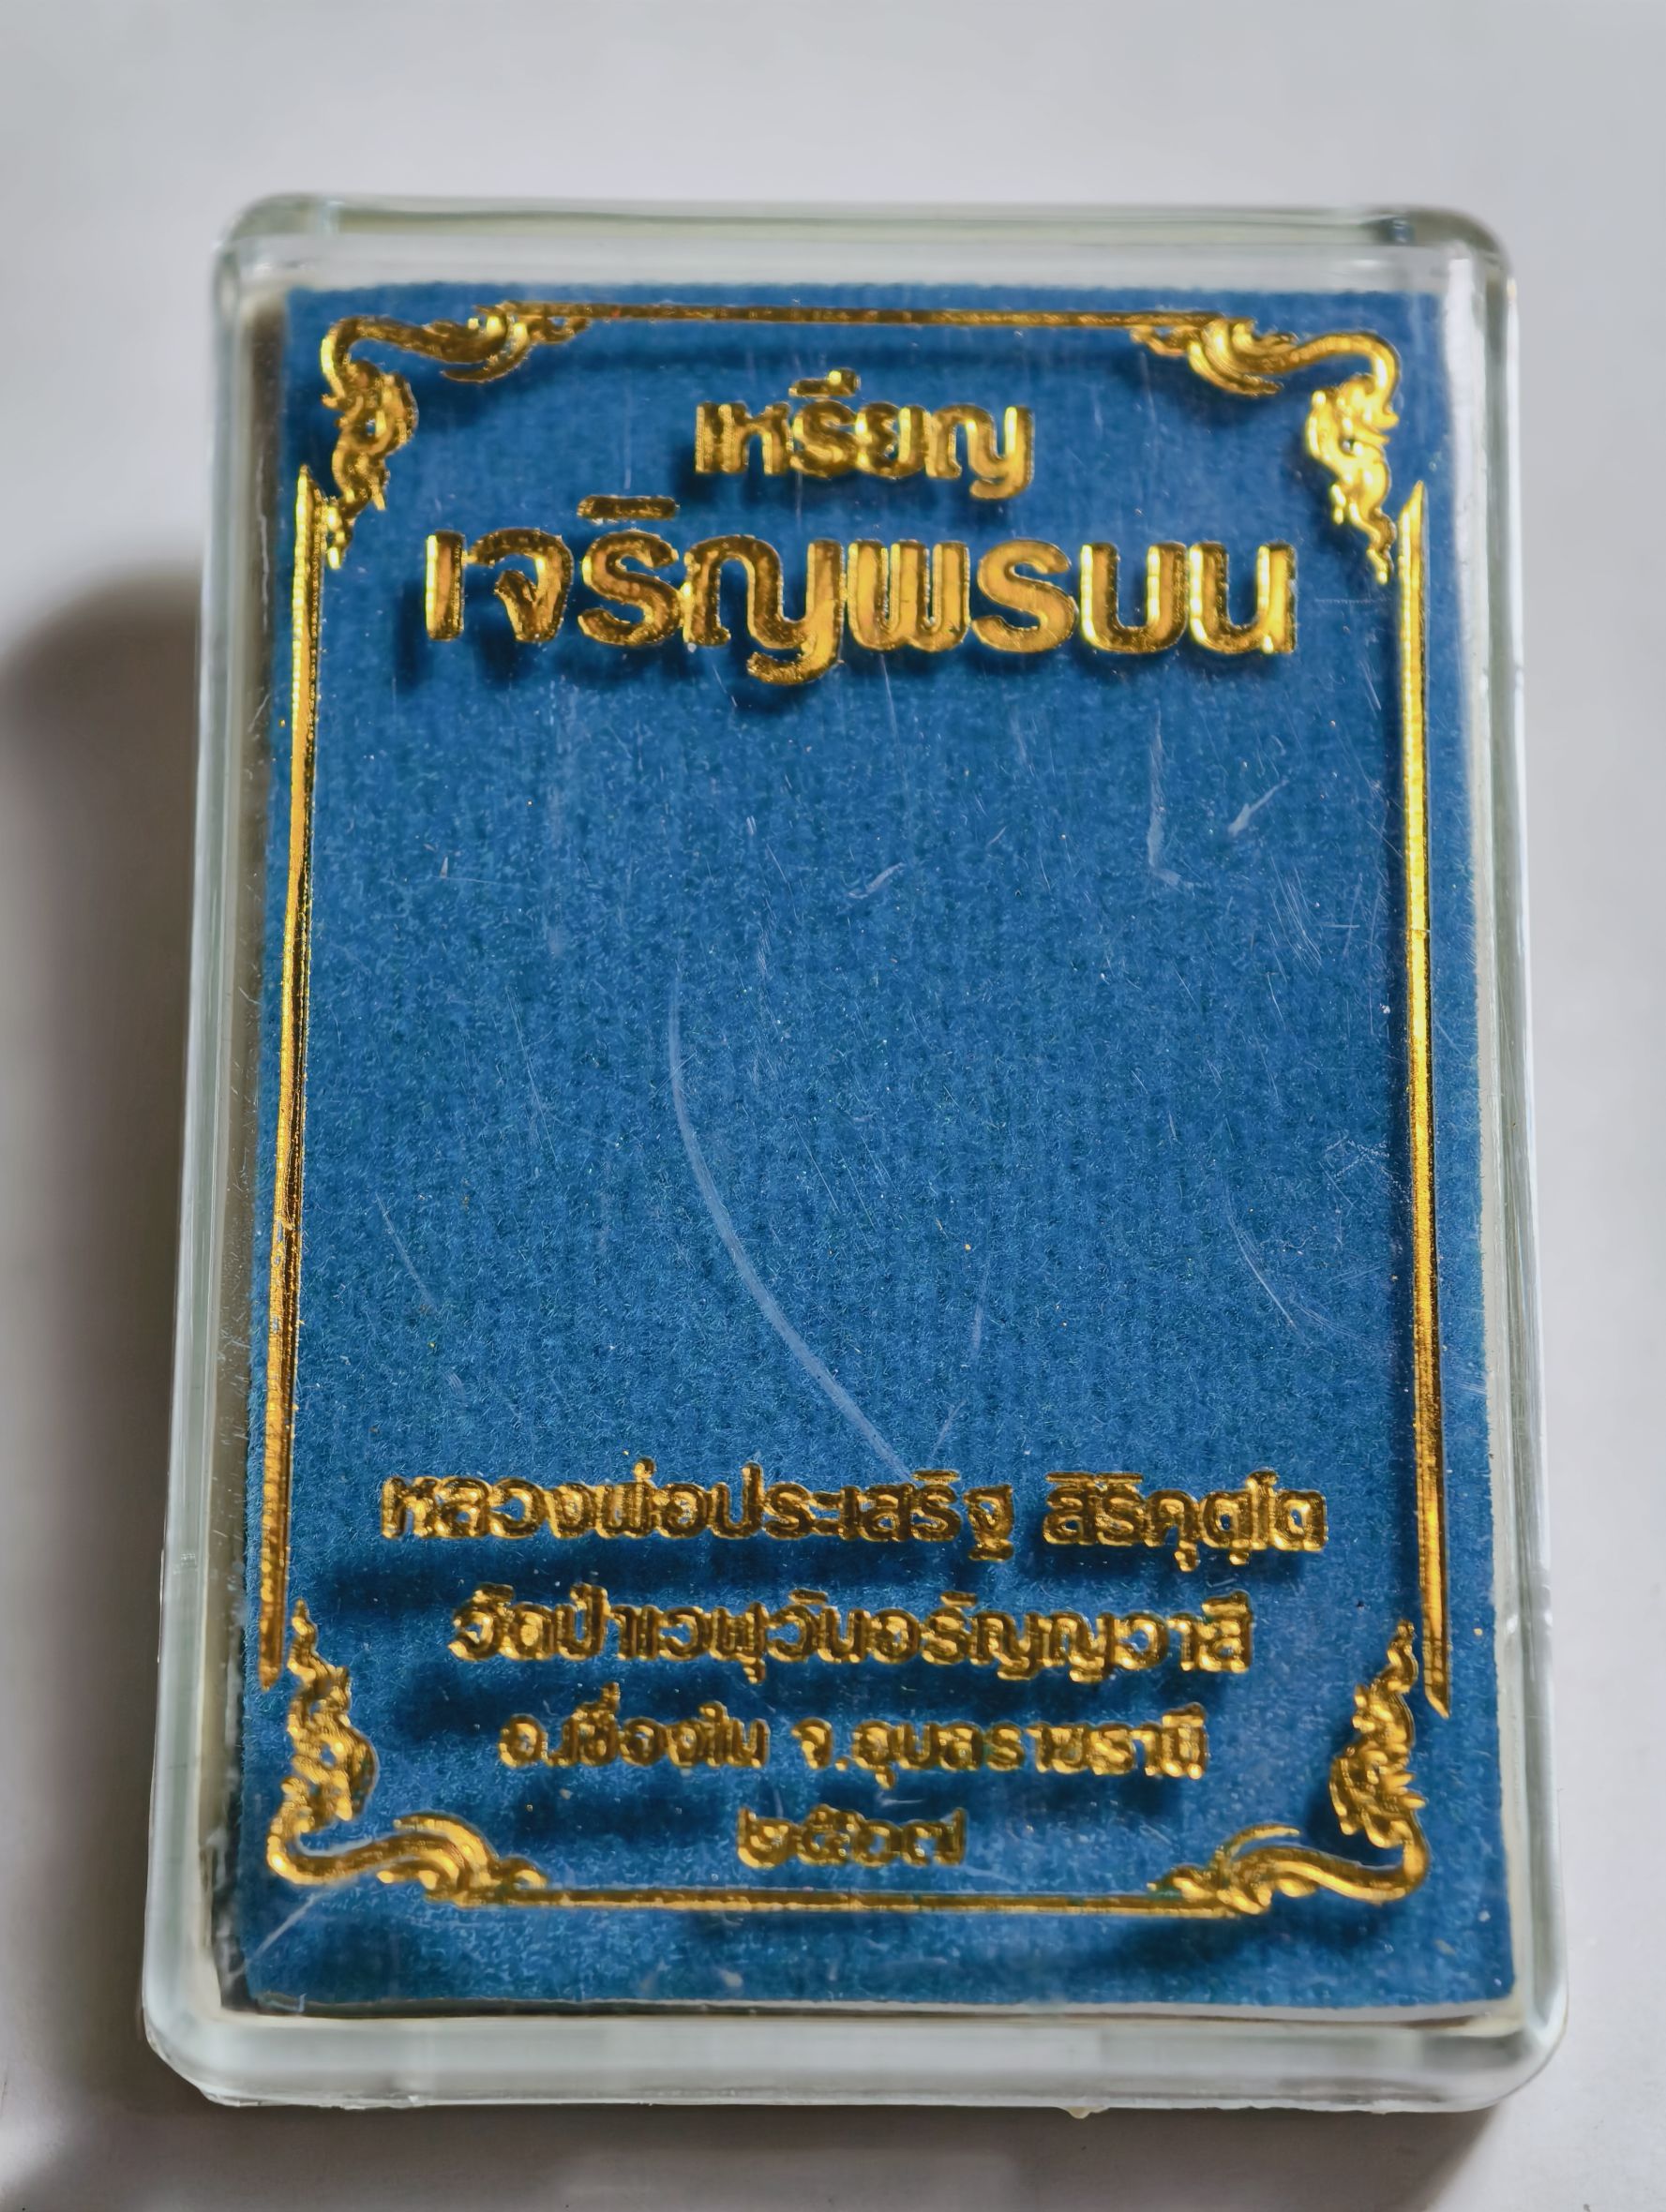 เหรียญ
เจริญพรบน
หลวงพ่อประเสริฐ สิริคุตฺโต
วัดป่าเวฬุวันอรัญญวาสี
อ.เขื่องใน จ.อุบลราชธานี
๒๕๖๗